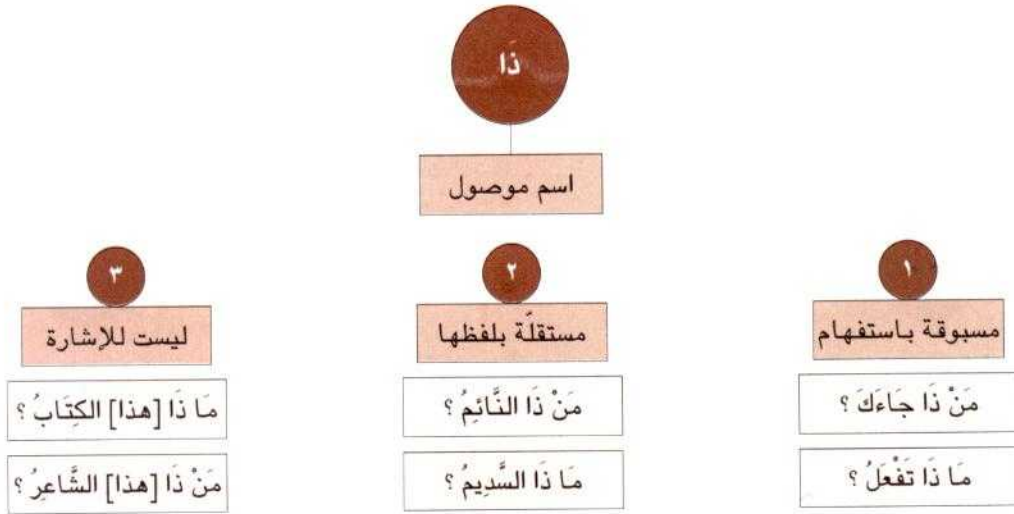 ذَا
اسم موصول
١
مسبوقة باستفهام
مَنْ ذَا جَاءَكَ ؟
مَا ذَا تَفْعَلُ ؟
٢
مستقلّة بلفظها
مَنْ ذَا النَّائِمُ ؟
مَا ذَا السَّدِيمُ ؟
٣
ليست للإشارة
مَا ذَا [هذا] الكِتَابُ ؟
مَنْ ذَا [هذا] الشَّاعِرُ ؟